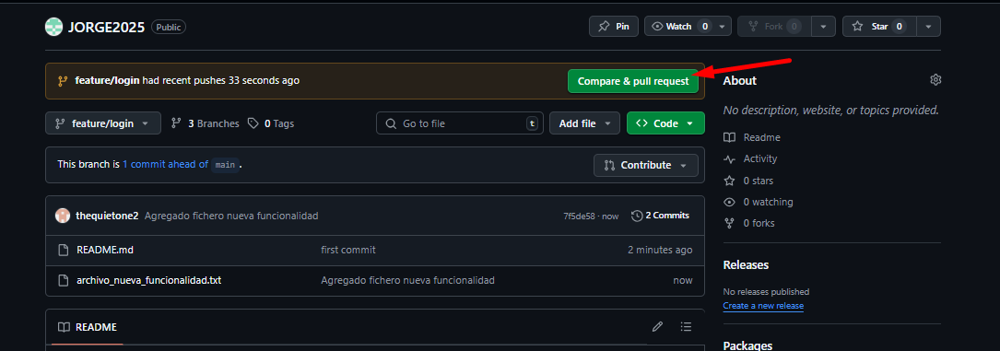 JORGE2025 Public Pin Watch 0 Fork 0 Star 0
feature/login had recent pushes 33 seconds ago Compare & pull request
feature/login 3 Branches 0 Tags Go to file t Add file <> Code
This branch is 1 commit ahead of main . Contribute
thequietone2 Agregado fichero nueva funcionalidad 7f5de58 · now 2 Commits
README.md first commit 2 minutes ago
archivo_nueva_funcionalidad.txt Agregado fichero nueva funcionalidad now
README
About
No description, website, or topics provided.
Readme
Activity
0 stars
0 watching
0 forks
Releases
No releases published
Create a new release
Packages